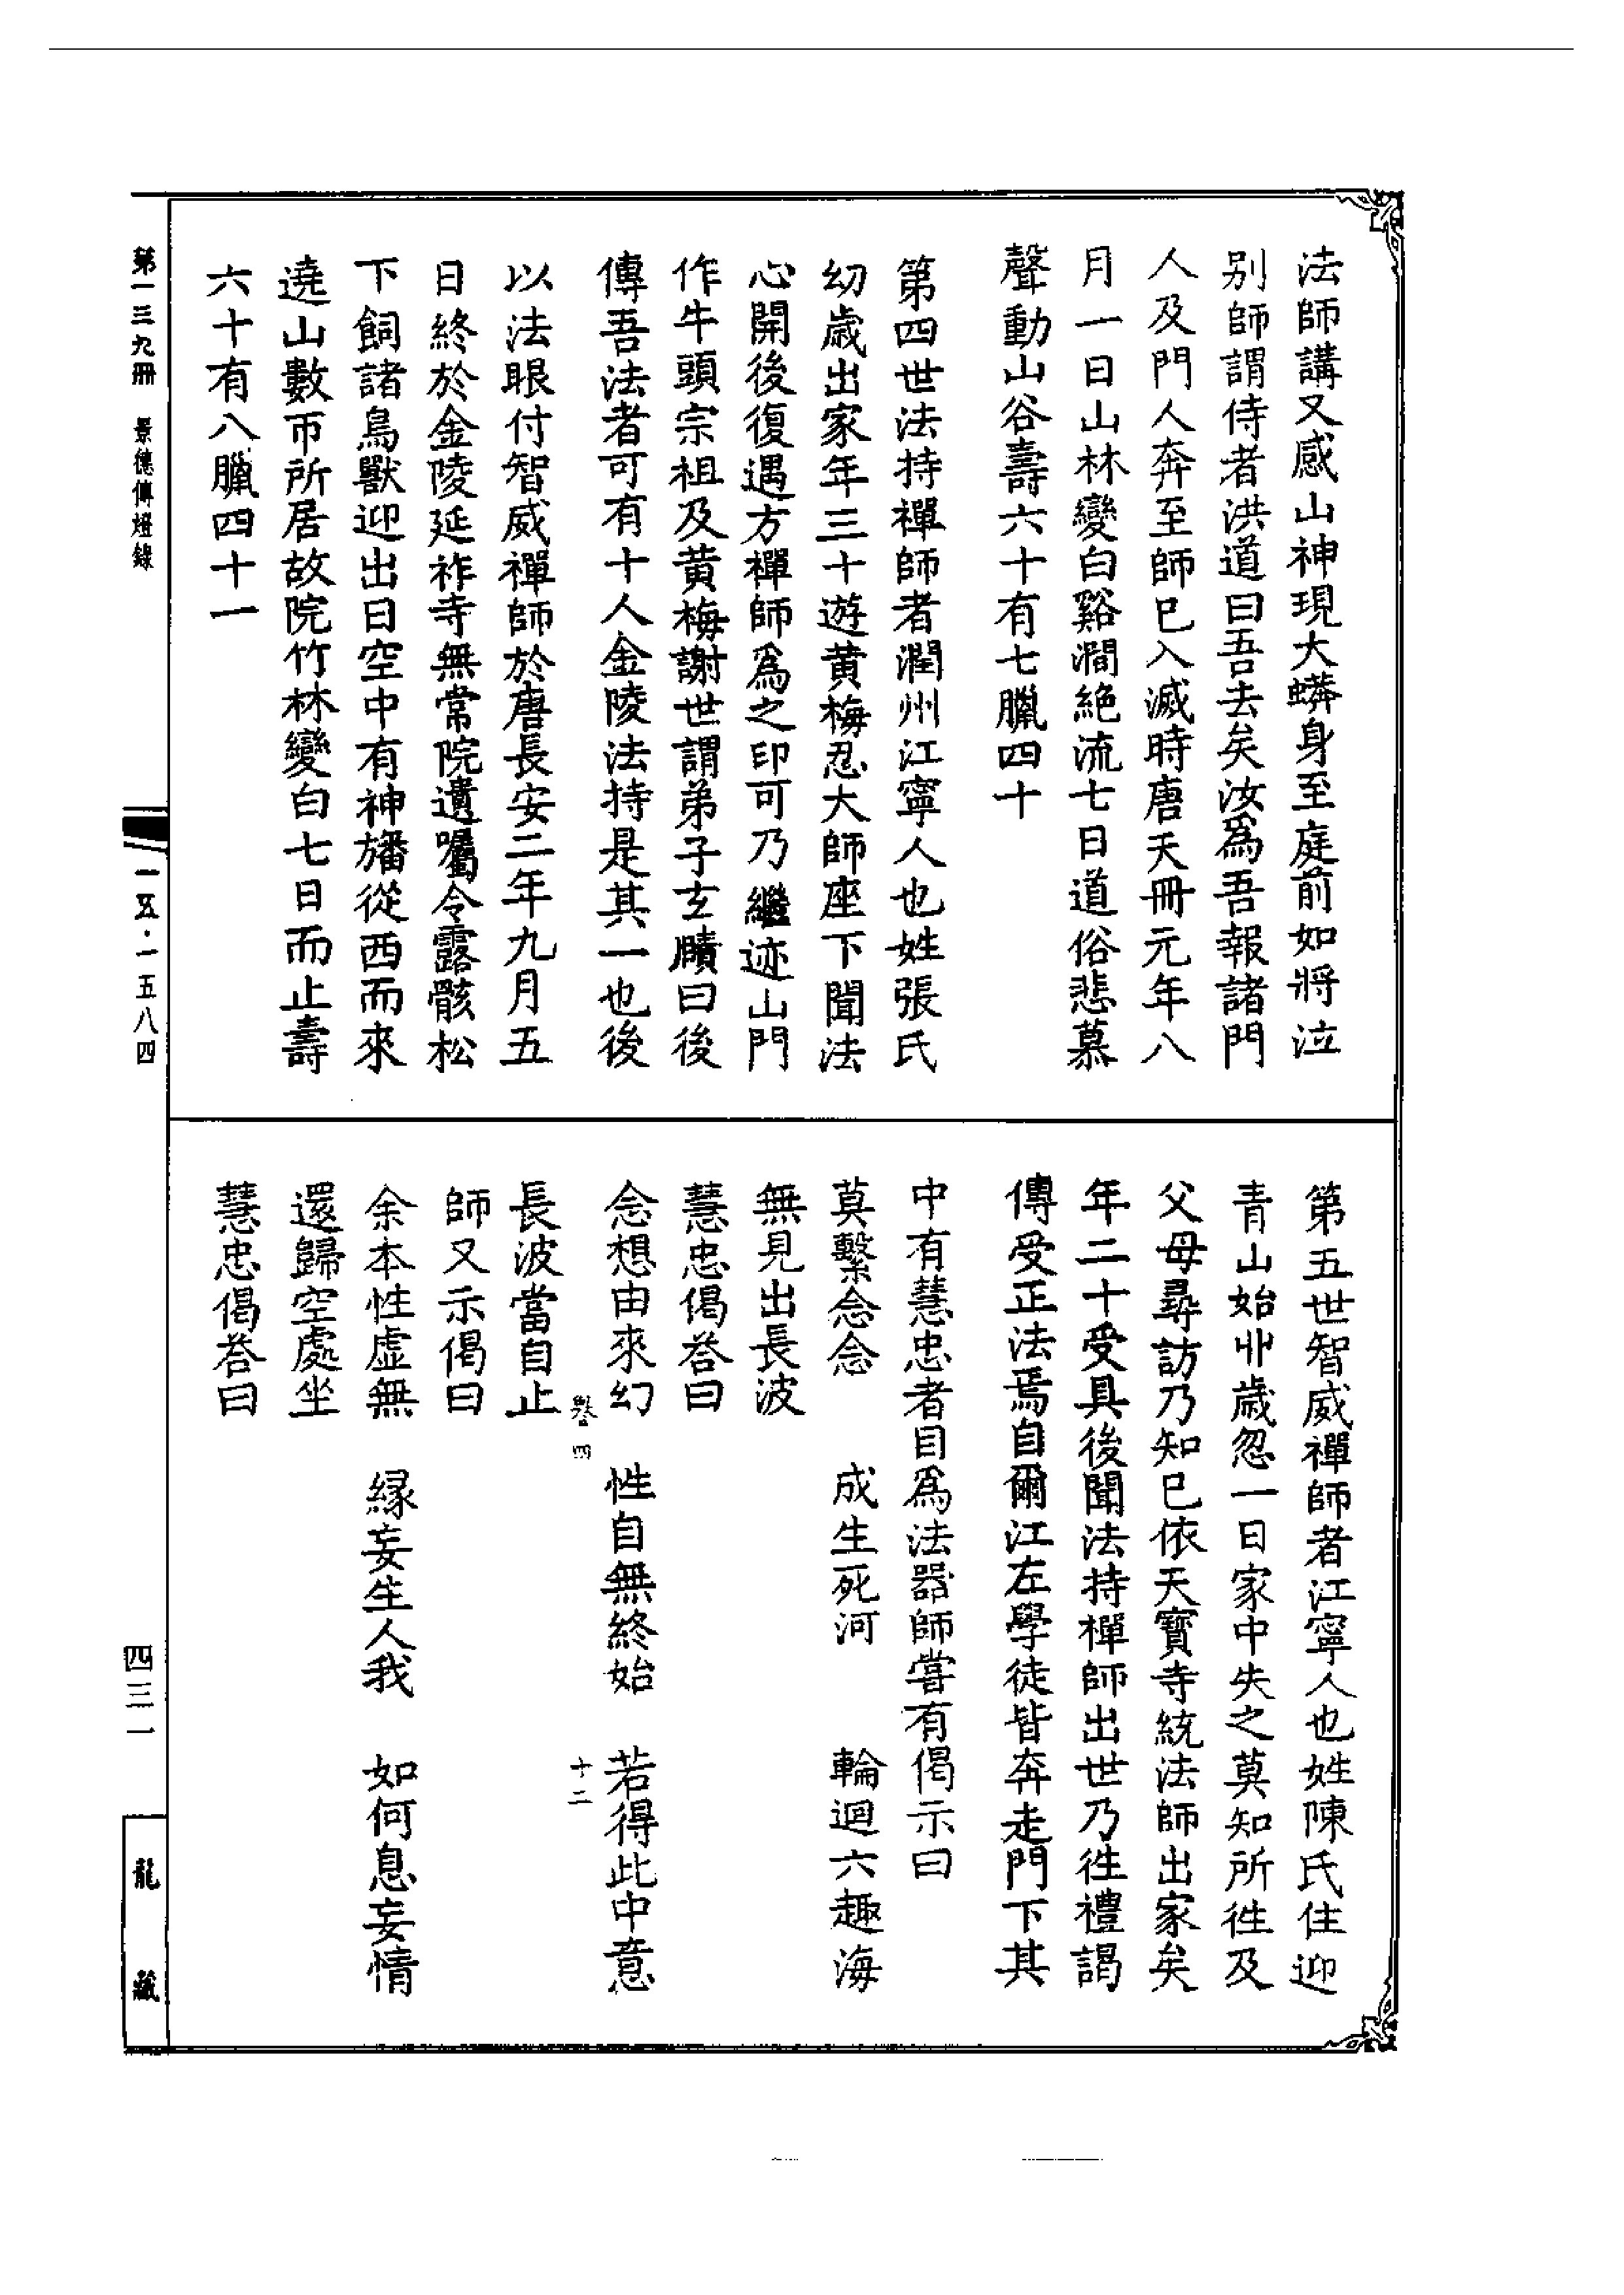 法師講又感山神現大蟒身至庭前如將泣
别師謂侍者洪道曰吾去矣汝爲吾報諸門
人及門人奔至師已入滅時唐天冊元年八
月一日山林變白谿澗絶流七日道俗悲慕
聲動山谷壽六十有七臘四十
第四世法持禪師者潤州江寧人也姓張氏
幼歲出家年三十遊黄梅忍大師座下聞法
心開後復遇方禪師爲之印可乃繼迹山門
作牛頭宗祖及黄梅謝世謂弟子玄賾曰後
傳吾法者可有十人金陵法持是其一也後
以法眼付智威禪師於唐長安二年九月五
日終於金陵延祚寺無常院遺囑令露骸松
下飼諸鳥獸迎出日空中有神旛從西而來
遶山數帀所居故院竹林變白七日而止壽
六十有八臘四十一
第五世智威禪師者江寧人也姓陳氏住迎
青山始丱歲忽一日家中失之莫知所徃及
父母尋訪乃知已依天寳寺統法師出家矣
年二十受具後聞法持禪師出世乃徃禮謁
傳受正法焉自爾江左學徒皆奔走門下其
中有慧忠者目爲法器師嘗有偈示曰
莫繫念念　成生死河　輪迴六趣海
無見出長波
慧忠偈荅曰
念想由來幻　性自無終始　若得此中意
卷四　十二
長波當自止
師又示偈曰
余本性虚無　緣妄生人我　如何息妄情
還歸空處坐
慧忠偈荅曰
第一三九冊　景德傳燈錄
一五·一五八四
四三一
龍藏